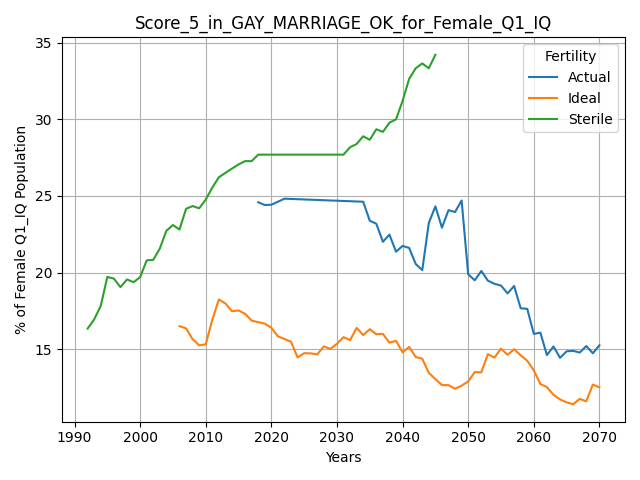 Score_5_in_GAY_MARRIAGE_OK_for_Female_Q1_IQ
Fertility
Actual
Ideal
Sterile
% of Female Q1_IQ Population
35
30
25
20
15
1990 2000 2010 2020 2030 2040 2050 2060 2070
Years